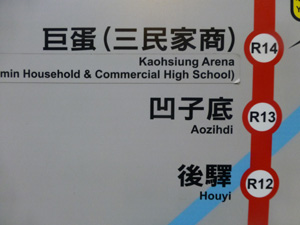 巨蛋(三民家商)
R14
Kaohsiung Arena
min Household & Commercial High School)
凹子底
R13
Aozihdi
後驛
R12
Houyi